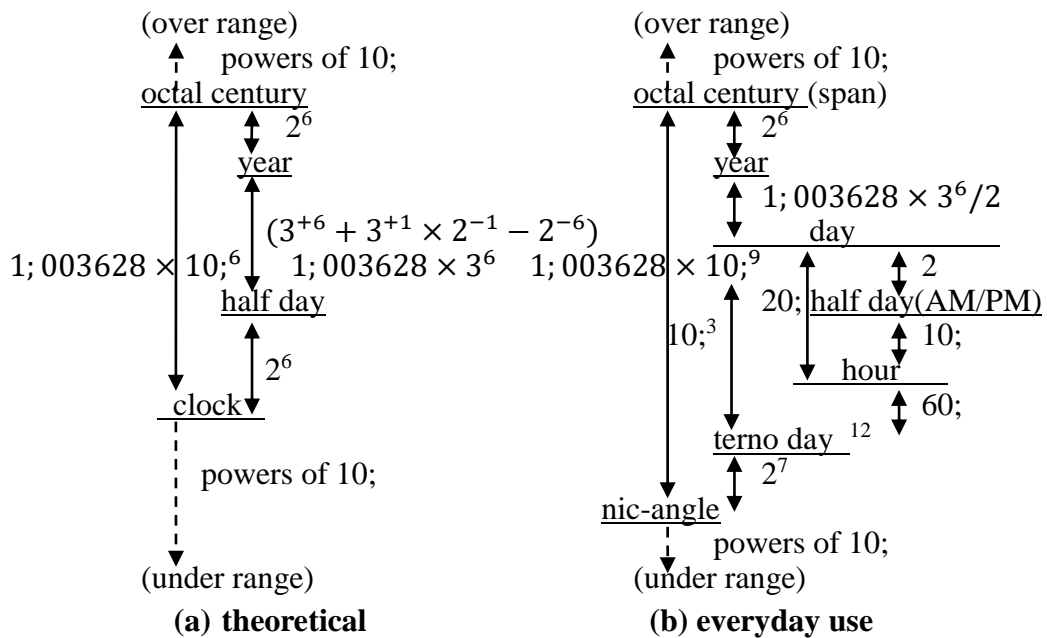 (over range)
powers of 10;
octal century
2⁶
year
(3⁺⁶ + 3⁺¹ × 2⁻¹ − 2⁻⁶)
1; 003628 × 10;⁶
1; 003628 × 3⁶
half day
2⁶
clock
powers of 10;
(under range)
(a) theoretical
(over range)
powers of 10;
octal century (span)
2⁶
year
1; 003628 × 3⁶/2
day
1; 003628 × 10;⁹
2
20; half day(AM/PM)
10;³
10;
hour
60;
terno day ¹²
2⁷
nic-angle
powers of 10;
(under range)
(b) everyday use